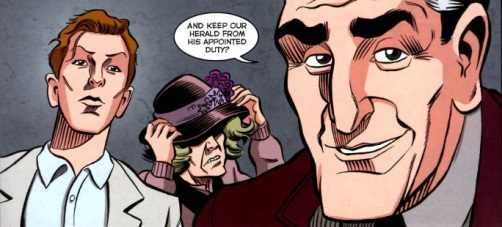 AND KEEP OUR
HERALD FROM
HIS APPOINTED
DUTY?